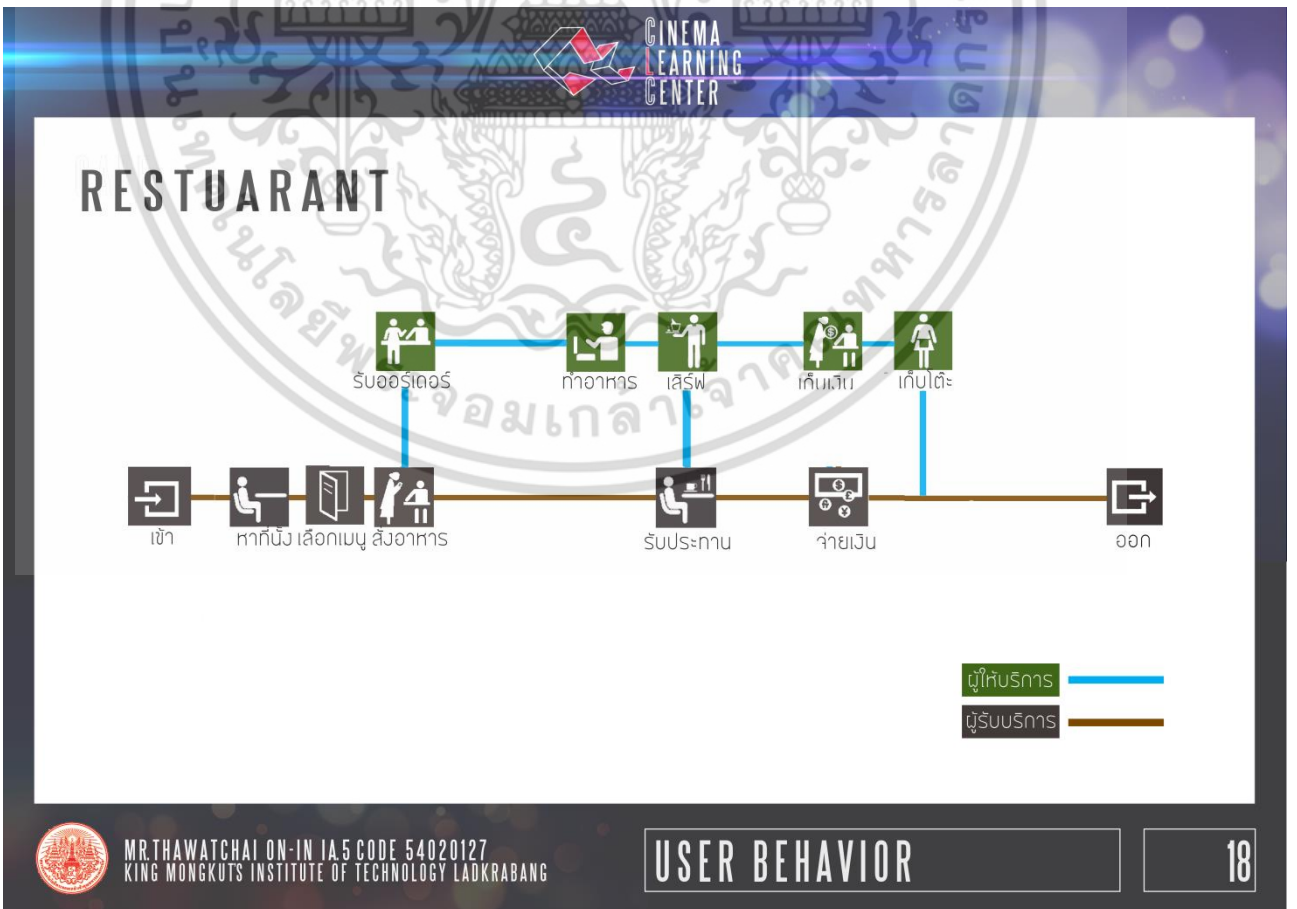 CINEMA
LEARNING
CENTER
RESTUARANT
รับออร์เดอร์ ทำอาหาร เสิร์ฟ เก็บเงิน เก็บโต๊ะ
เข้า หาที่นั่ง เลือกเมนู สั่งอาหาร รับประทาน จ่ายเงิน ออก
ผู้ให้บริการ
ผู้รับบริการ
MR.THAWATCHAI ON-IN IA.5 CODE 54020127
KING MONGKUTS INSTITUTE OF TECHNOLOGY LADKRABANG
USER BEHAVIOR
18